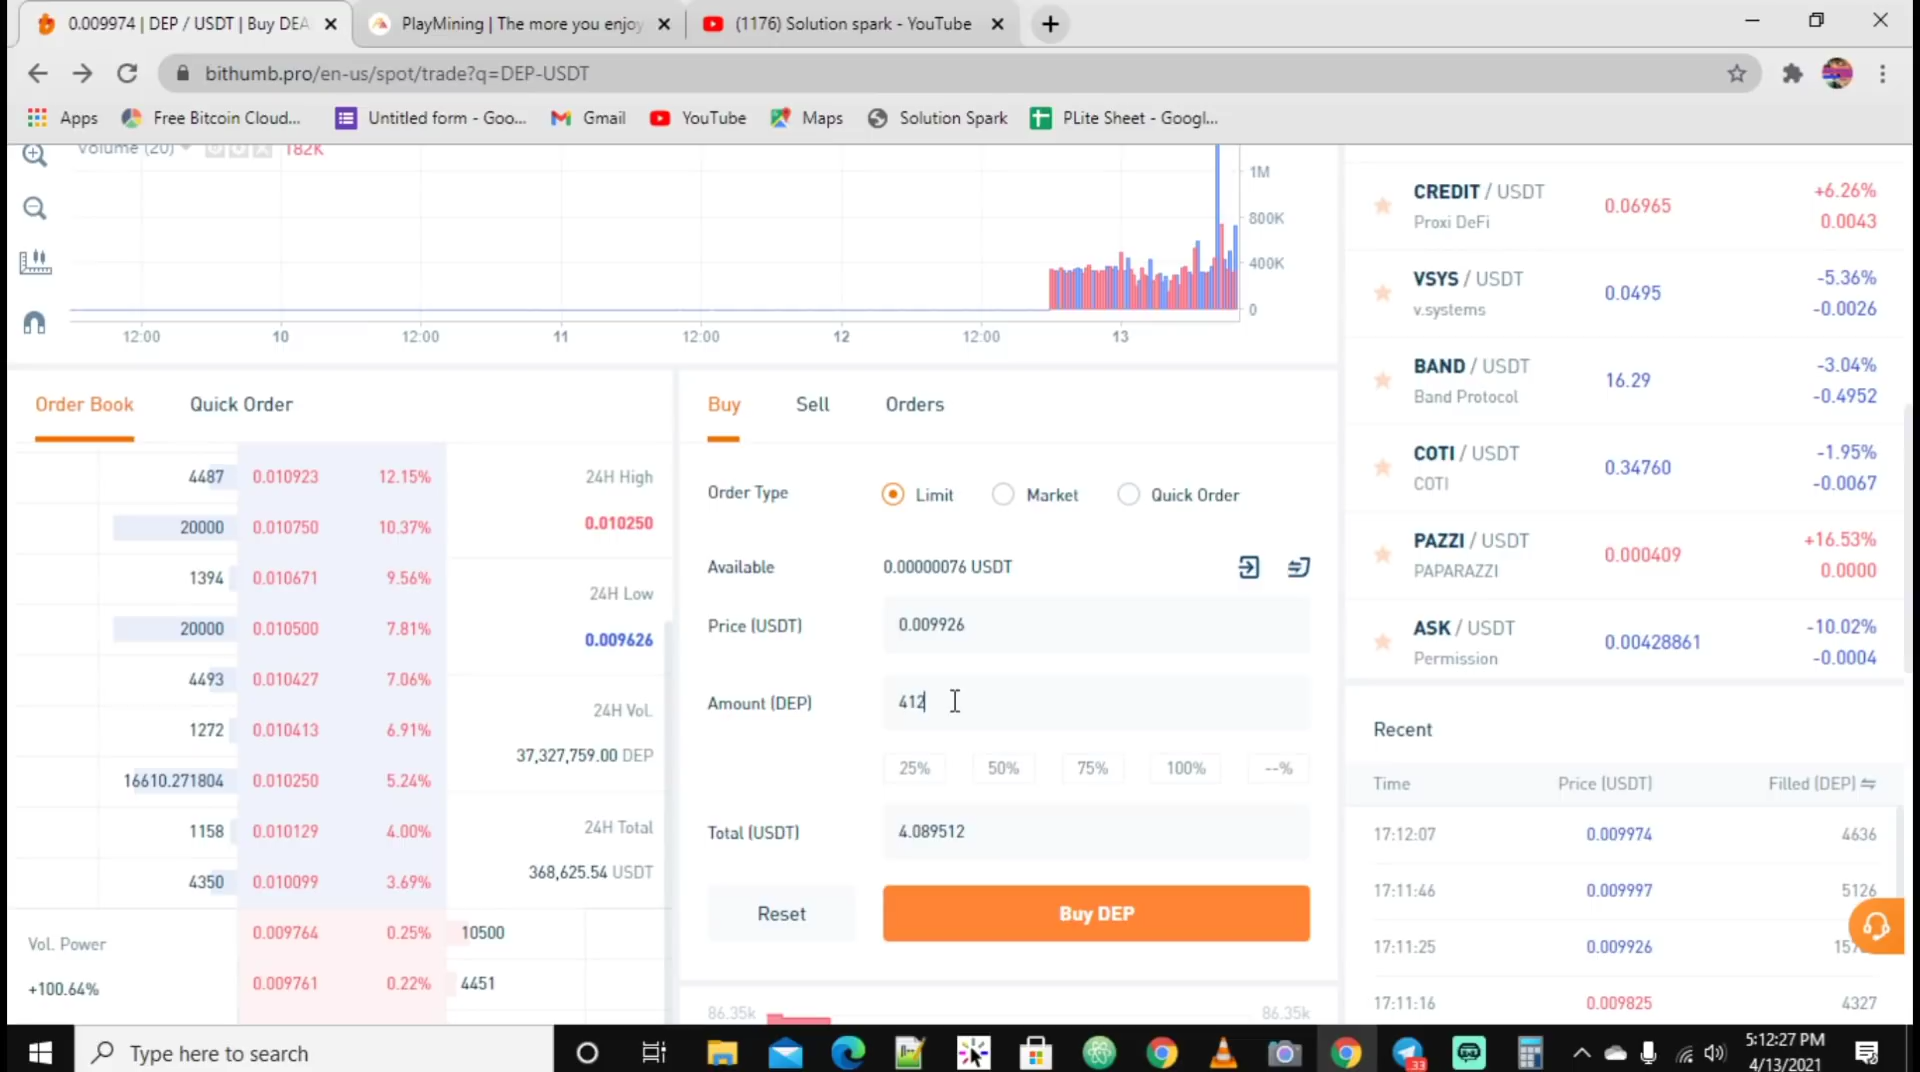 0.009974 | DEP / USDT | Buy DEA
PlayMining | The more you enjoy
(1176) Solution spark - YouTube
bithumb.pro/en-us/spot/trade?q=DEP-USDT
Apps
Free Bitcoin Cloud...
Untitled form - Goo...
Gmail
YouTube
Maps
Solution Spark
PLite Sheet - Googl...
Volume (20)
182K
1M
800K
400K
0
12:00
10
12:00
11
12:00
12
12:00
13
Order Book
Quick Order
4487 0.010923 12.15%
20000 0.010750 10.37%
1394 0.010671 9.56%
20000 0.010500 7.81%
4493 0.010427 7.06%
1272 0.010413 6.91%
16610.271804 0.010250 5.24%
1158 0.010129 4.00%
4350 0.010099 3.69%
0.009764 0.25% 10500
0.009761 0.22% 4451
Vol. Power
+100.64%
24H High
0.010250
24H Low
0.009626
24H Vol.
37,327,759.00 DEP
24H Total
368,625.54 USDT
Buy
Sell
Orders
Order Type
Limit
Market
Quick Order
Available
0.00000076 USDT
Price (USDT)
0.009926
Amount (DEP)
412
25%
50%
75%
100%
--%
Total (USDT)
4.089512
Reset
Buy DEP
86.35k
86.35k
CREDIT / USDT
Proxi DeFi
0.06965
+6.26%
0.0043
VSYS / USDT
v.systems
0.0495
-5.36%
-0.0026
BAND / USDT
Band Protocol
16.29
-3.04%
-0.4952
COTI / USDT
COTI
0.34760
-1.95%
-0.0067
PAZZI / USDT
PAPARAZZI
0.000409
+16.53%
0.0000
ASK / USDT
Permission
0.00428861
-10.02%
-0.0004
Recent
Time Price (USDT) Filled (DEP)
17:12:07 0.009974 4636
17:11:46 0.009997 5126
17:11:25 0.009926
17:11:16 0.009825 4327
Type here to search
33
5:12:27 PM
4/13/2021